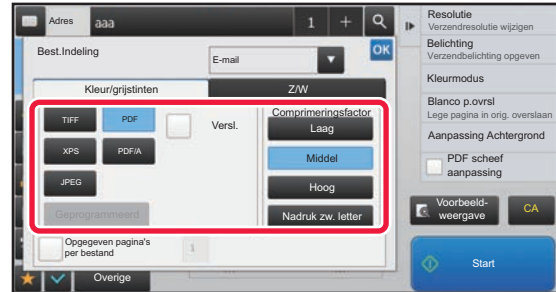 Adres
aaa
1
Best.Indeling
E-mail
OK
Kleur/grijstinten
Z/W
TIFF
PDF
Versl.
XPS
PDF/A
JPEG
Geprogrammeerd
Comprimeringsfactor
Laag
Middel
Hoog
Nadruk zw. letter
Opgegeven pagina's
per bestand
1
Overige
Resolutie
Verzendresolutie wijzigen
Belichting
Verzendbelichting opgeven
Kleurmodus
Blanco p.ovrsl
Lege pagina in orig. overslaan
Aanpassing Achtergrond
PDF scheef
aanpassing
Voorbeeld-
weergave
CA
Start